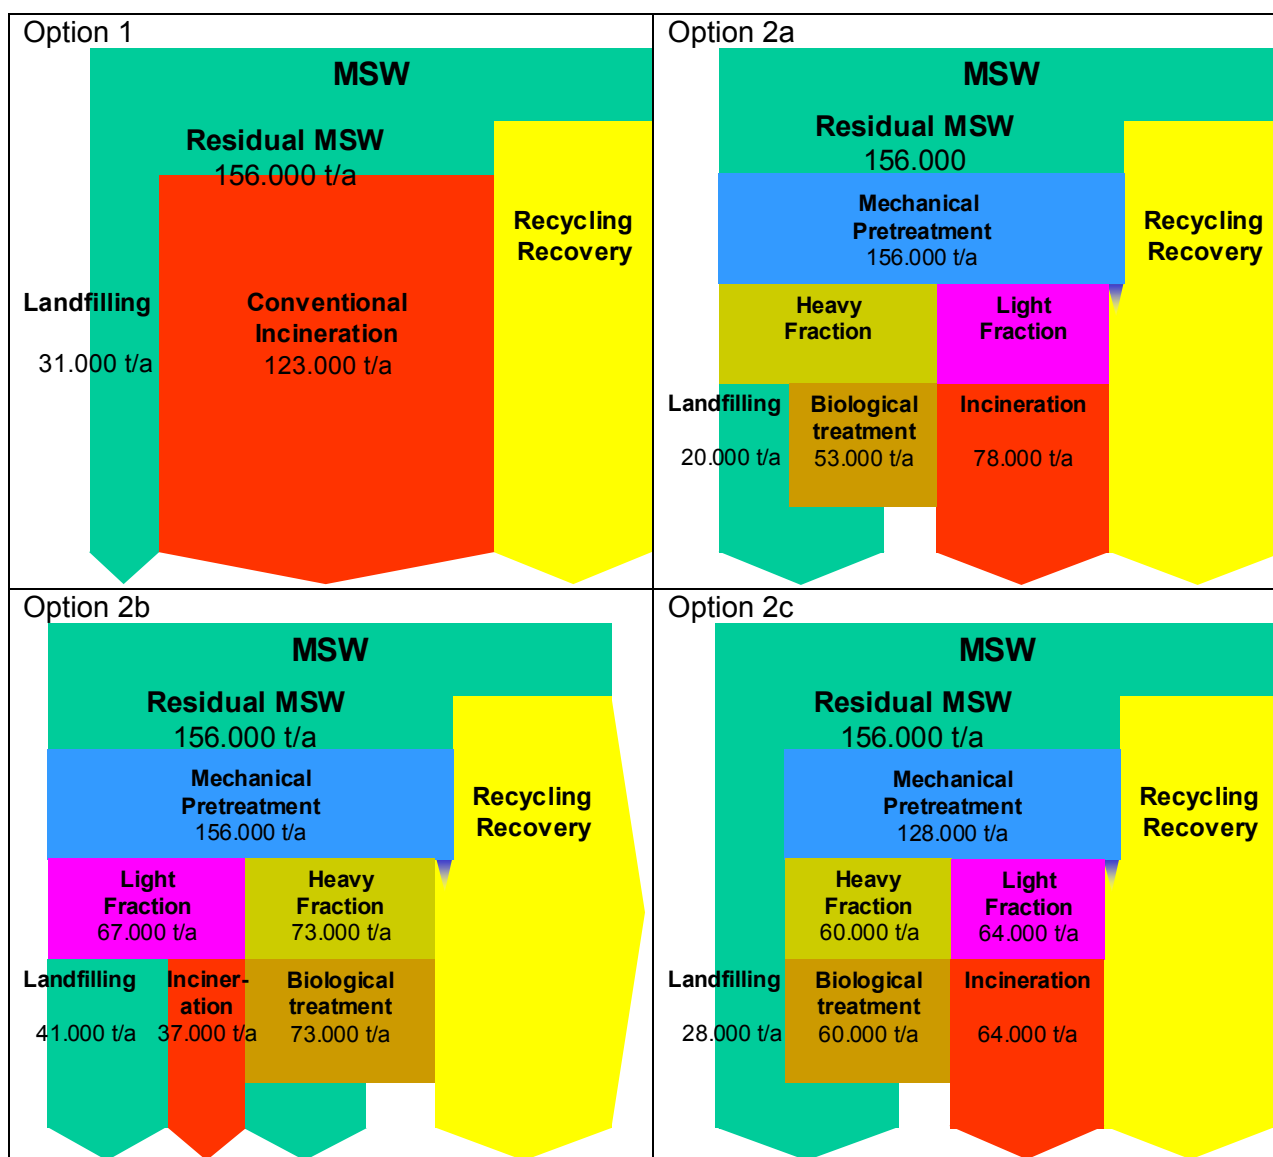 Option 1
MSW
Residual MSW
156.000 t/a
Recycling
Recovery
Landfilling
31.000 t/a
Conventional
Incineration
123.000 t/a
Option 2a
MSW
Residual MSW
156.000
Mechanical
Pretreatment
156.000 t/a
Recycling
Recovery
Heavy
Fraction
Light
Fraction
Landfilling
20.000 t/a
Biological
treatment
53.000 t/a
Incineration
78.000 t/a
Option 2b
MSW
Residual MSW
156.000 t/a
Mechanical
Pretreatment
156.000 t/a
Recycling
Recovery
Light
Fraction
67.000 t/a
Heavy
Fraction
73.000 t/a
Landfilling
41.000 t/a
Inciner-
ation
37.000 t/a
Biological
treatment
73.000 t/a
Option 2c
MSW
Residual MSW
156.000 t/a
Mechanical
Pretreatment
128.000 t/a
Recycling
Recovery
Heavy
Fraction
60.000 t/a
Light
Fraction
64.000 t/a
Landfilling
28.000 t/a
Biological
treatment
60.000 t/a
Incineration
64.000 t/a